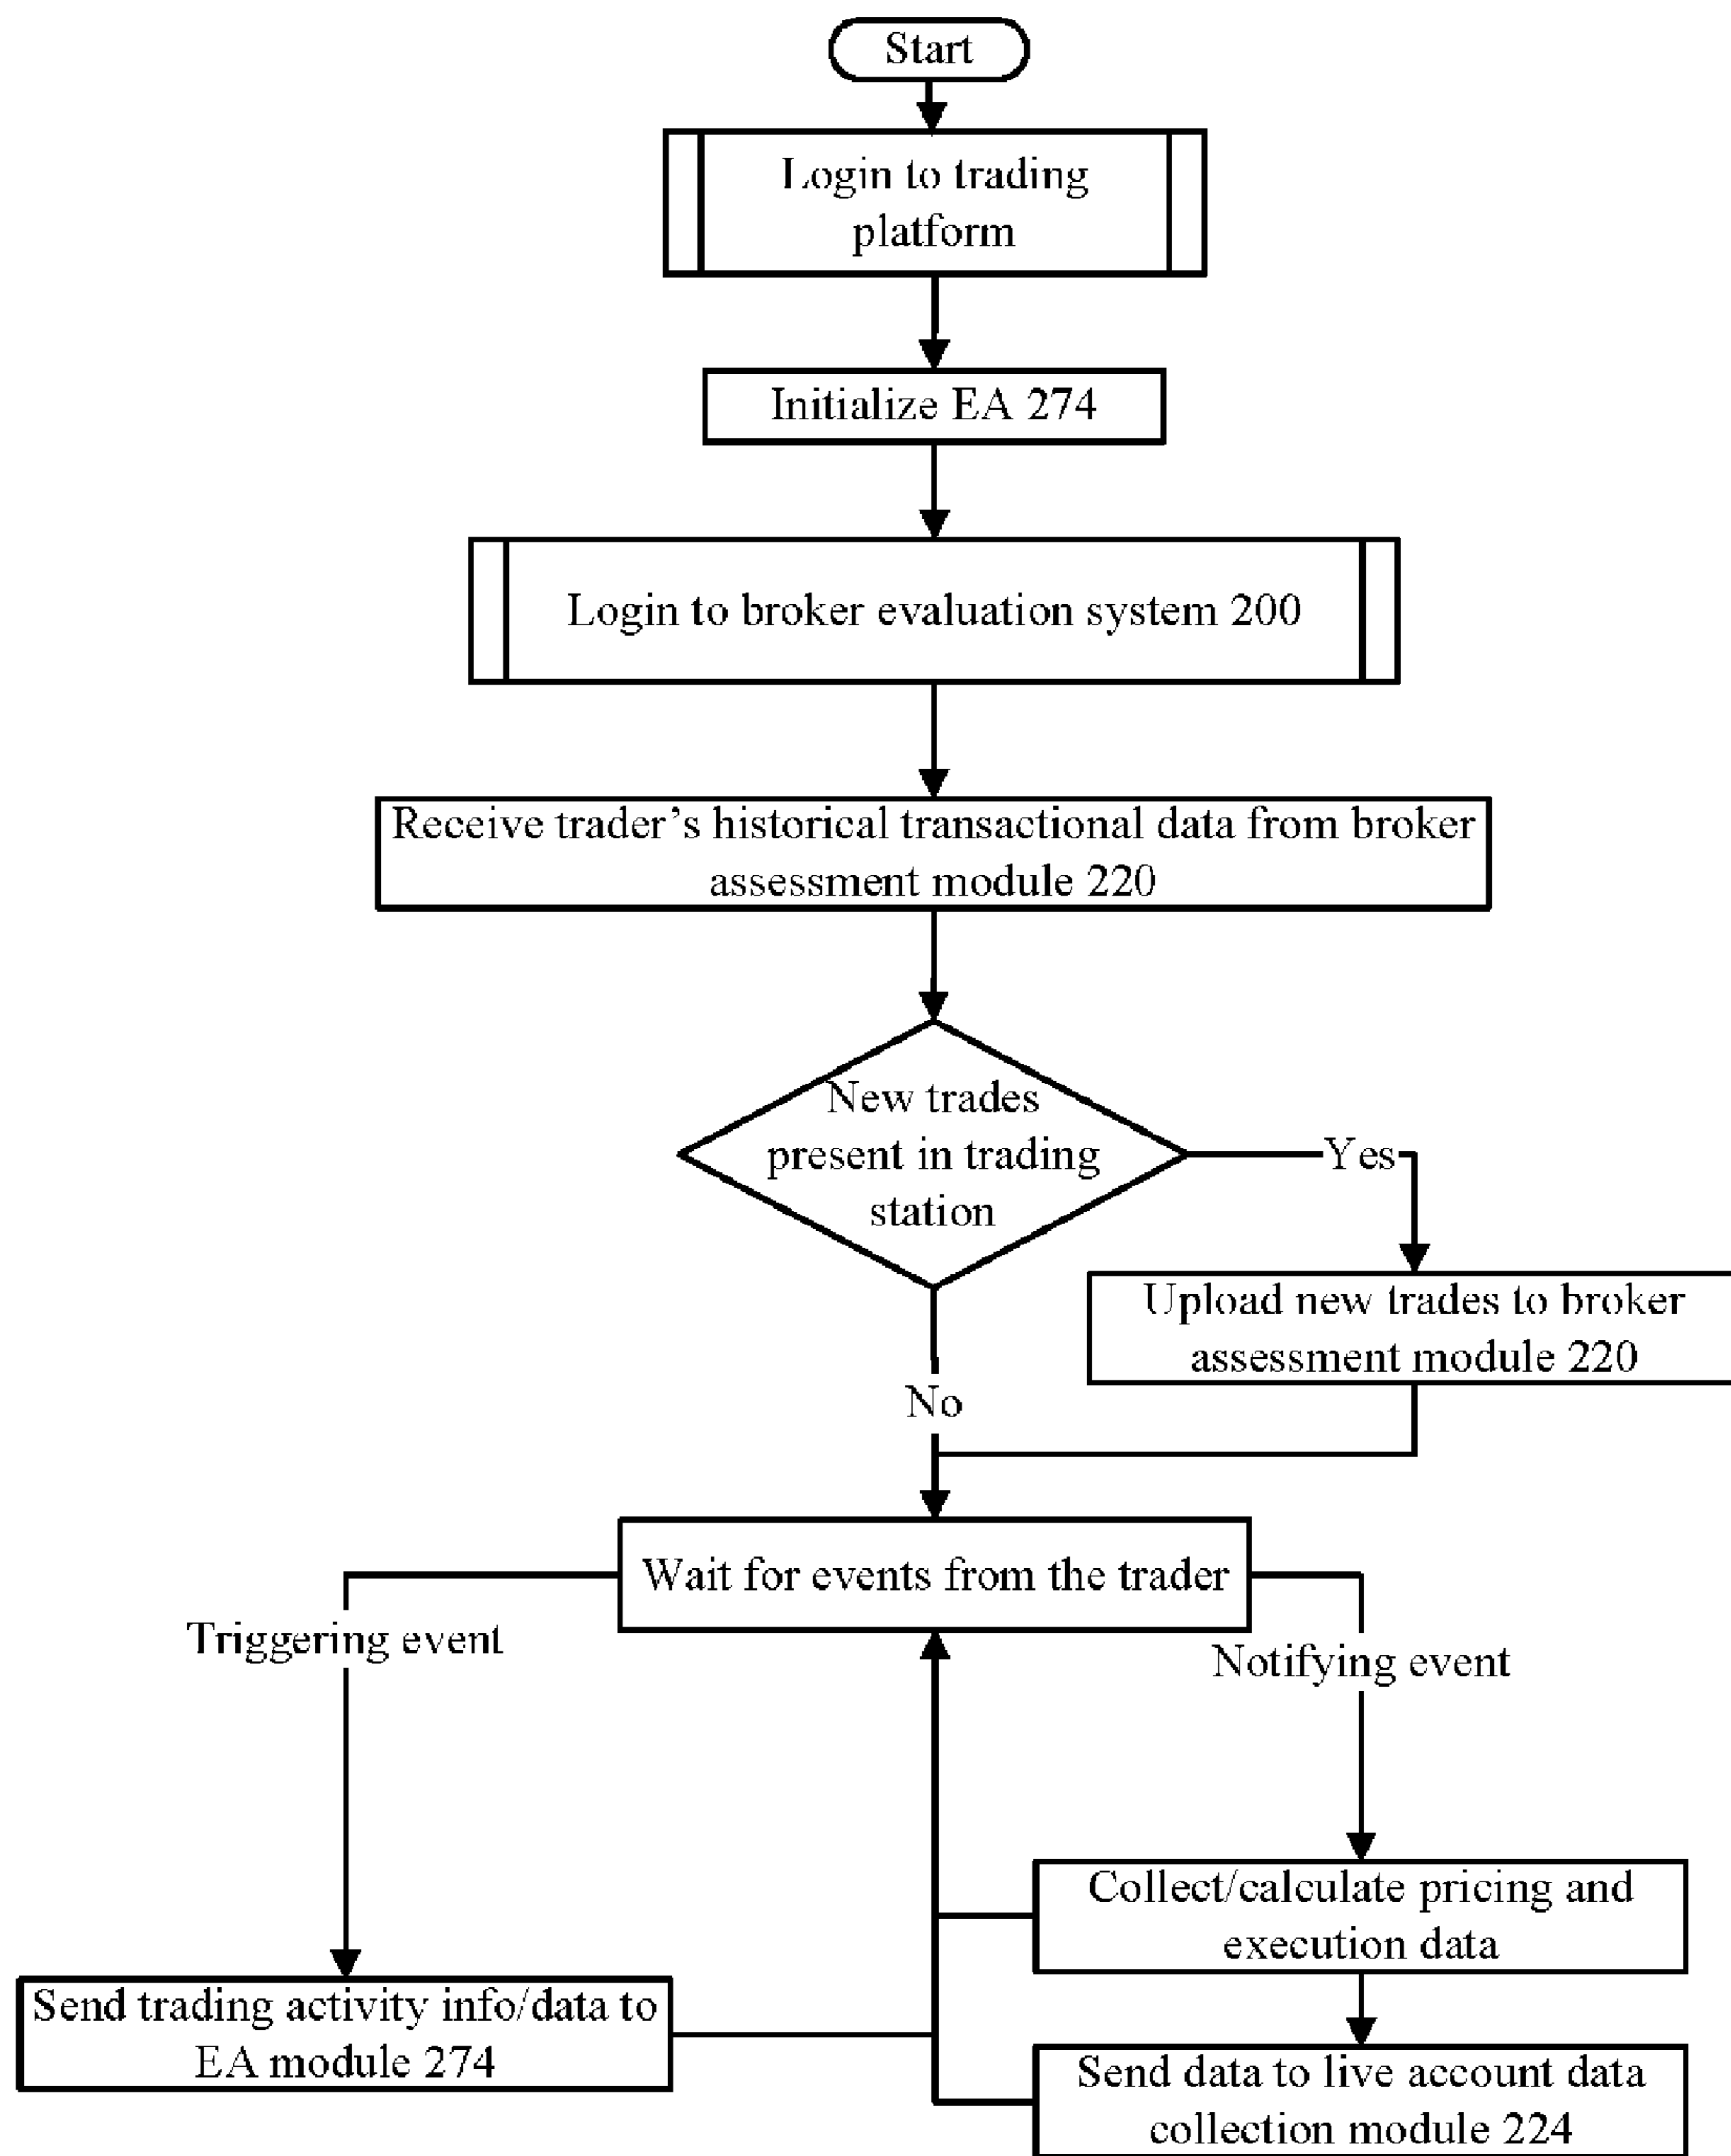 Start
Login to trading
platform
Initialize EA 274
Login to broker evaluation system 200
Receive trader's historical transactional data from broker
assessment module 220
New trades
present in trading
station
Yes
Upload new trades to broker
assessment module 220
No
Wait for events from the trader
Triggering event
Notifying event
Collect/calculate pricing and
execution data
Send trading activity info/data to
EA module 274
Send data to live account data
collection module 224